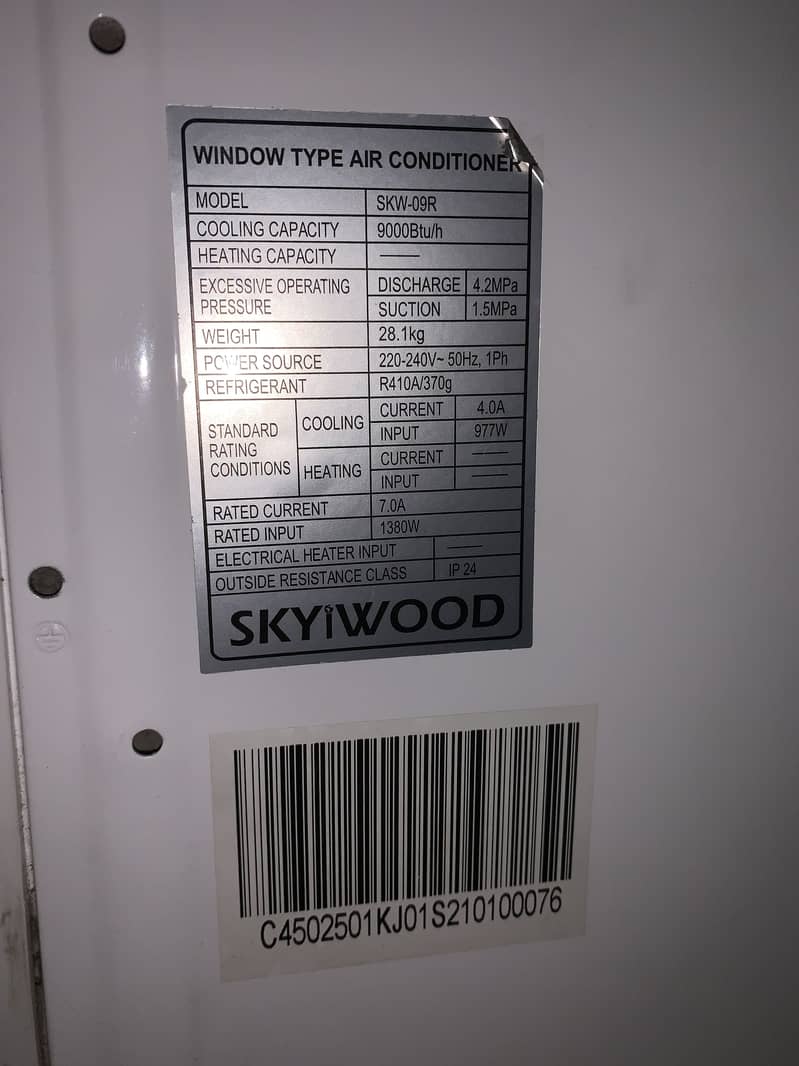 WINDOW TYPE AIR CONDITIONER
MODEL SKW-09R
COOLING CAPACITY 9000Btu/h
HEATING CAPACITY ——
EXCESSIVE OPERATING PRESSURE DISCHARGE 4.2MPa
SUCTION 1.5MPa
WEIGHT 28.1kg
POWER SOURCE 220-240V~ 50Hz, 1Ph
REFRIGERANT R410A/370g
STANDARD RATING CONDITIONS COOLING CURRENT 4.0A
INPUT 977W
HEATING CURRENT ——
INPUT ——
RATED CURRENT 7.0A
RATED INPUT 1380W
ELECTRICAL HEATER INPUT ——
OUTSIDE RESISTANCE CLASS IP 24
SKYiWOOD
C4502501KJ01S210100076